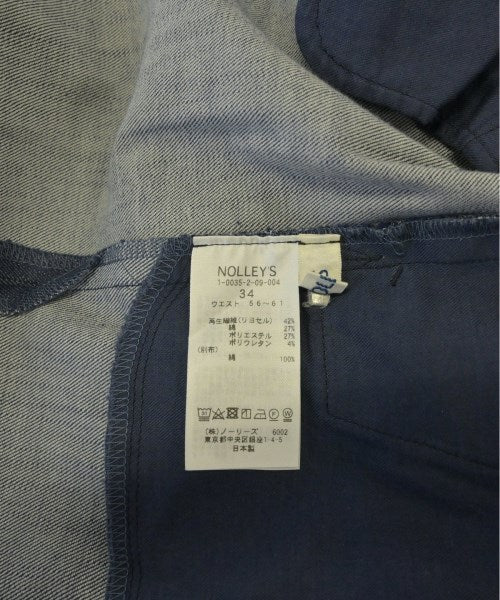 NOLLEY'S
1-0035-2-09-004
34
ウエスト 56～61
再生繊維(リヨセル) 42%
綿 27%
ポリエステル 27%
ポリウレタン 4%
(別布)
綿 100%
(株)ノーリーズ 6002
東京都中央区銀座1-4-5
日本製